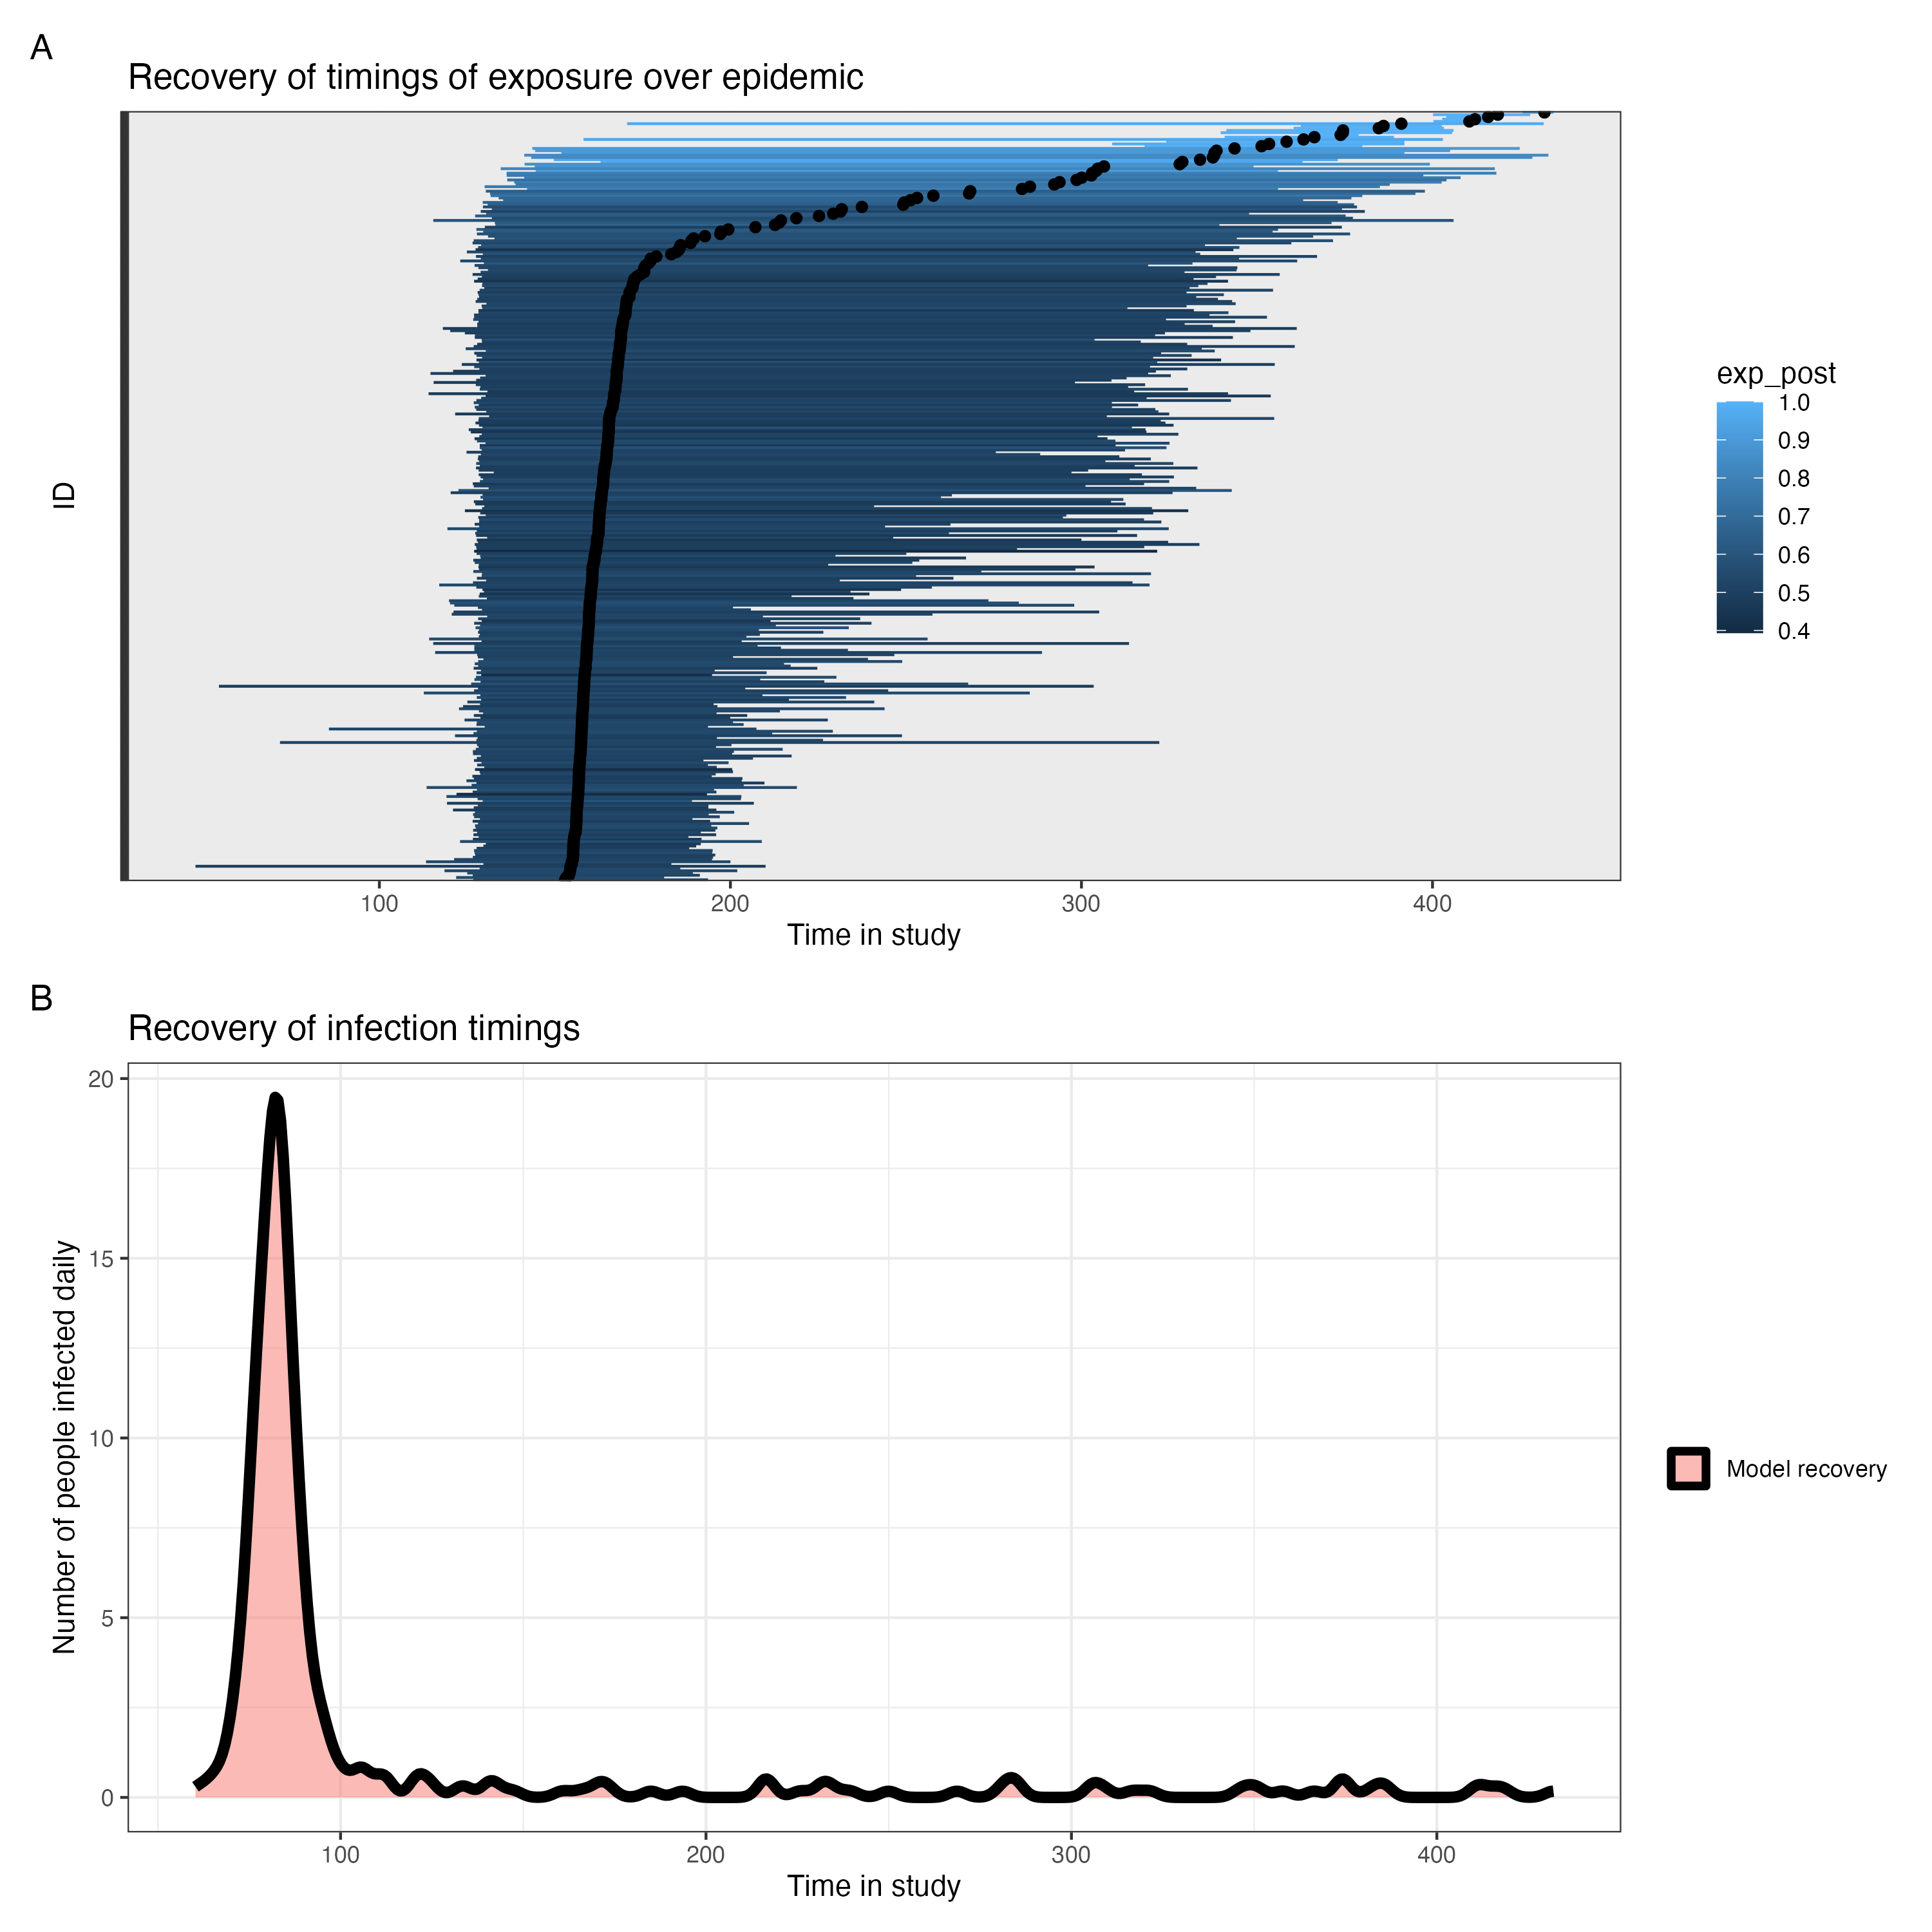 A
Recovery of timings of exposure over epidemic
ID
100 200 300 400
Time in study
exp_post
1.0
0.9
0.8
0.7
0.6
0.5
0.4
B
Recovery of infection timings
Number of people infected daily
20
15
10
5
0
100 200 300 400
Time in study
Model recovery